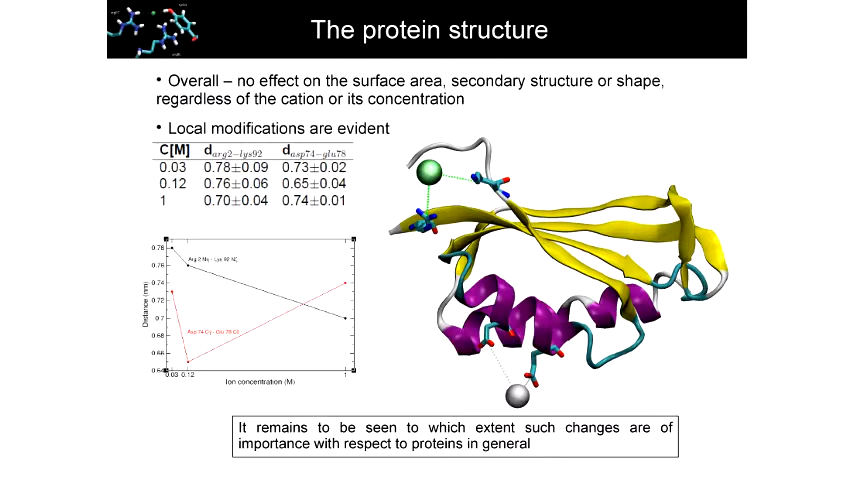 The protein structure
• Overall – no effect on the surface area, secondary structure or shape,
regardless of the cation or its concentration
• Local modifications are evident
C[M] d arg2−lys92 d asp74−glu78
0.03 0.78±0.09 0.73±0.02
0.12 0.76±0.06 0.65±0.04
1 0.70±0.04 0.74±0.01
0.78
Arg 2 Nη - Lys 92 Nζ
0.76
0.74
0.72
0.7
0.68
Asp 74 Cγ - Glu 78 Cδ
0.66
0.64
0.03 0.12 1
Distance (nm)
Ion concentration (M)
It remains to be seen to which extent such changes are of
importance with respect to proteins in general